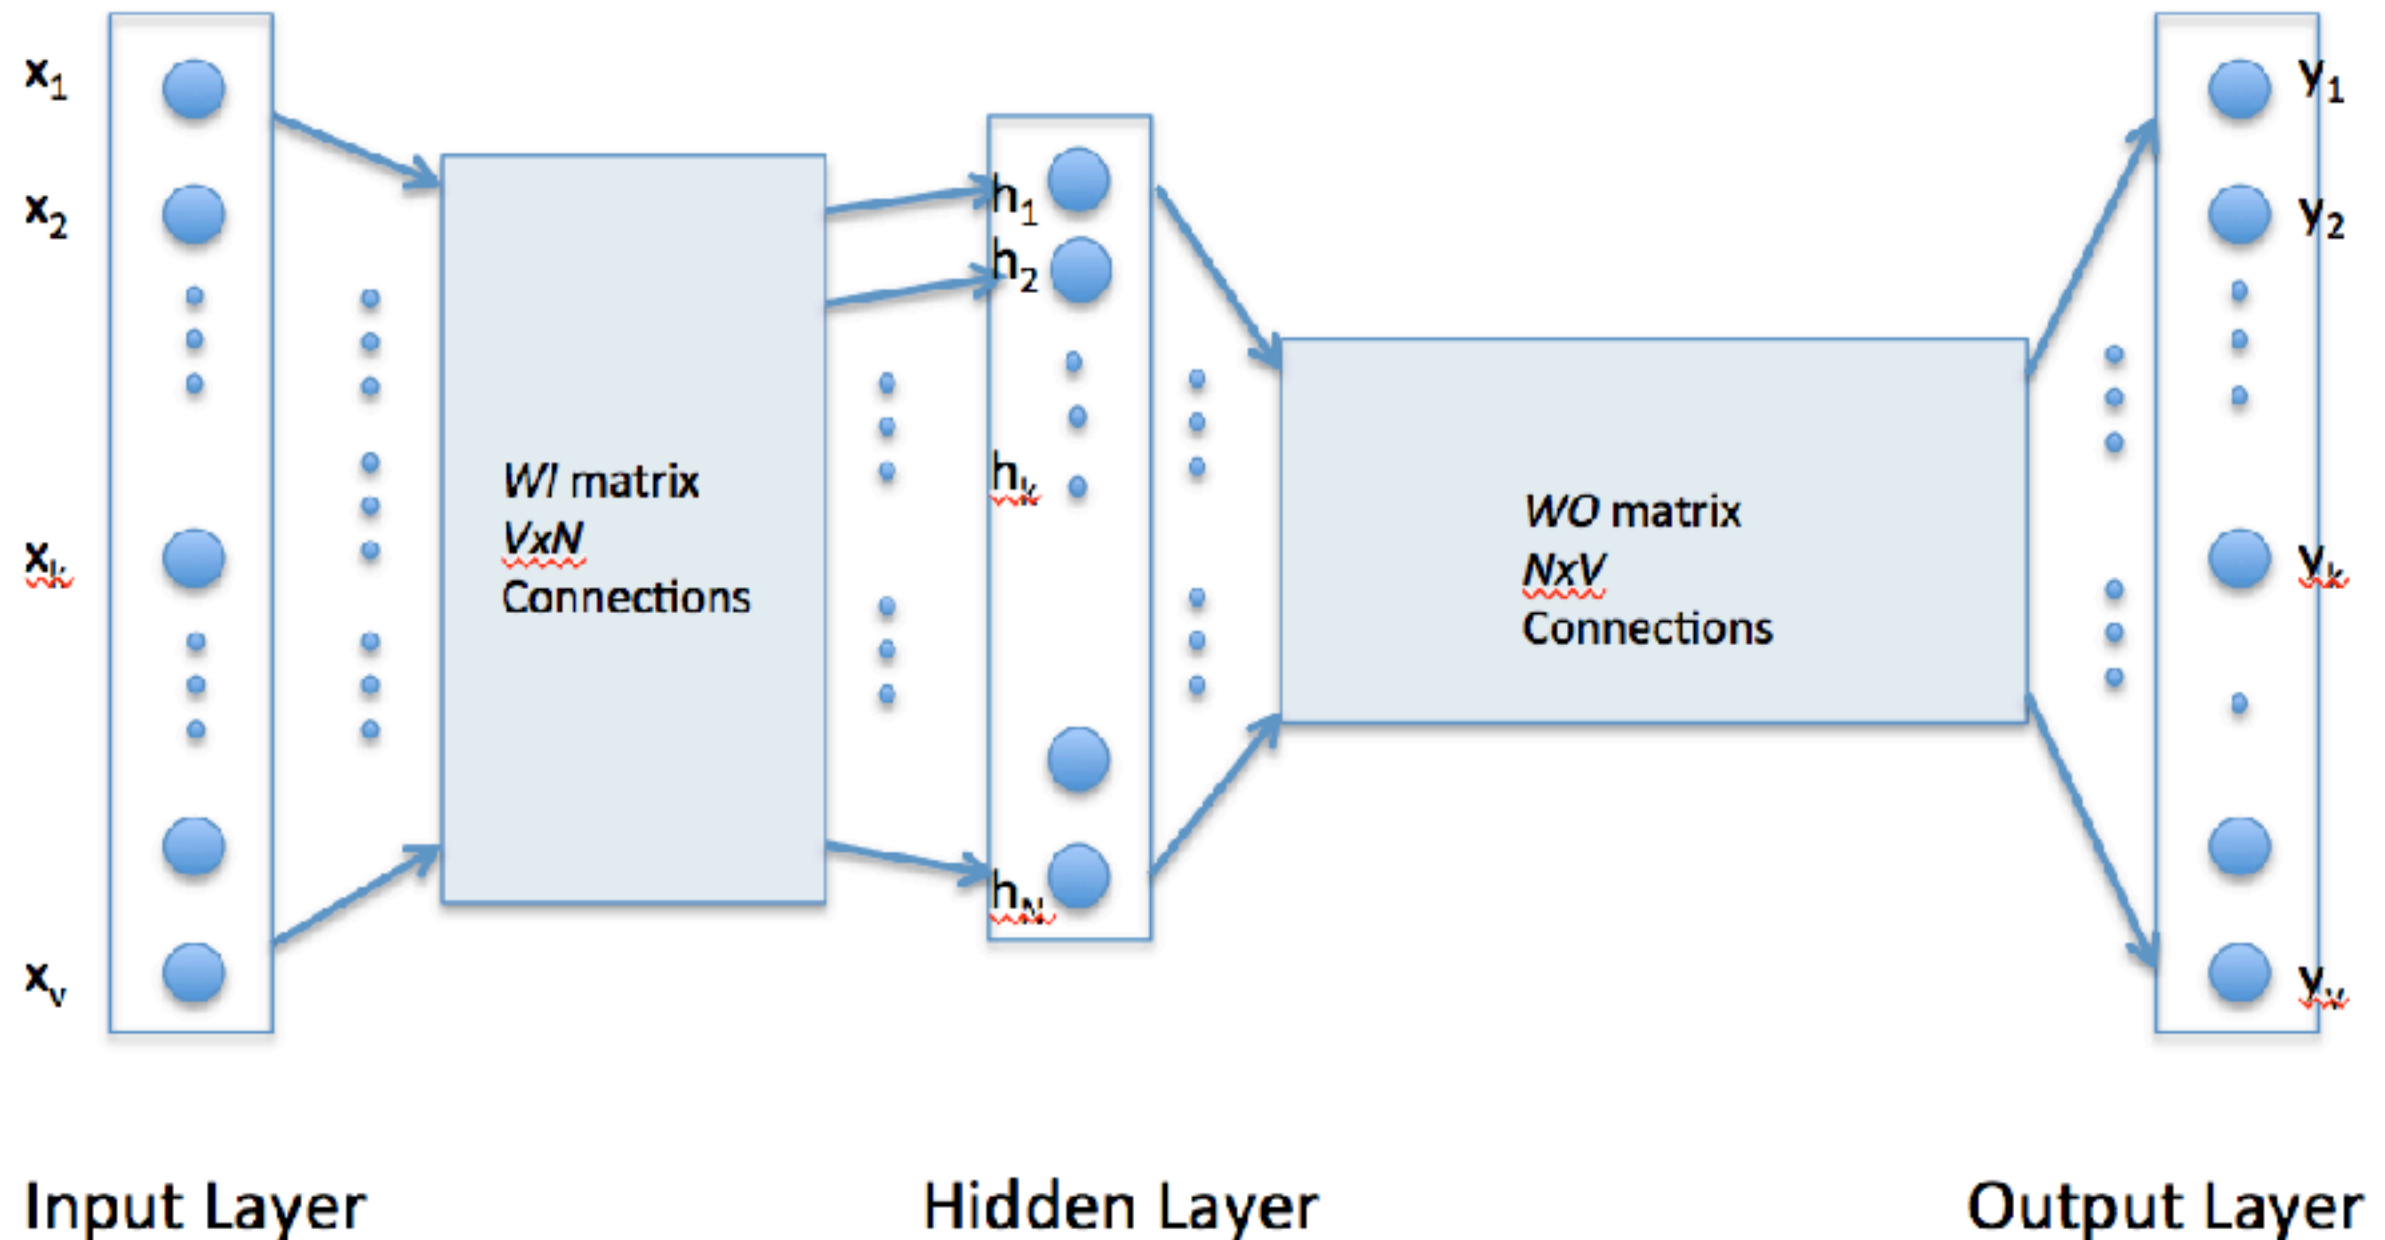 x1
x2
xk
xv
WI matrix
VxN
Connections
h1
h2
hk
hN
WO matrix
NxV
Connections
y1
y2
yk
yv
Input Layer
Hidden Layer
Output Layer